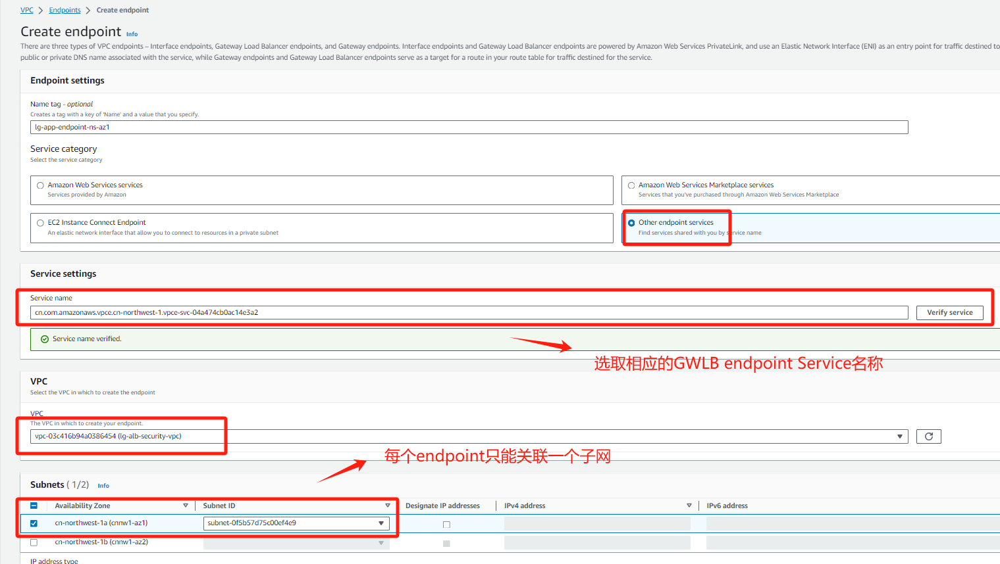 VPC > Endpoints > Create endpoint
Create endpoint Info
There are three types of VPC endpoints – Interface endpoints, Gateway Load Balancer endpoints, and Gateway endpoints. Interface endpoints and Gateway Load Balancer endpoints are powered by Amazon Web Services PrivateLink, and use an Elastic Network Interface (ENI) as an entry point for traffic destined to
public or private DNS name associated with the service, while Gateway endpoints and Gateway Load Balancer endpoints serve as a target for a route in your route table for traffic destined for the service.
Endpoint settings
Name tag - optional
Creates a tag with a key of 'Name' and a value that you specify.
lg-app-endpoint-ns-az1
Service category
Select the service category
Amazon Web Services services
Services provided by Amazon
Amazon Web Services Marketplace services
Services that you've purchased through Amazon Web Services Marketplace
EC2 Instance Connect Endpoint
An elastic network interface that allow you to connect to resources in a private subnet
Other endpoint services
Find services shared with you by service name
Service settings
Service name
cn.com.amazonaws.vpce.cn-northwest-1.vpce-svc-04a474cb0ac14e3a2
Verify service
Service name verified.
选取相应的GWLB endpoint Service名称
VPC
Select the VPC in which to create the endpoint
VPC
The VPC in which to create your endpoint.
vpc-03c416b94a0386454 (lg-alb-security-vpc)
每个endpoint只能关联一个子网
Subnets (1/2) Info
Availability Zone Subnet ID Designate IP addresses IPv4 address IPv6 address
cn-northwest-1a (cnnw1-az1) subnet-0f5b57d75c00ef4e9
cn-northwest-1b (cnnw1-az2)
IP address type